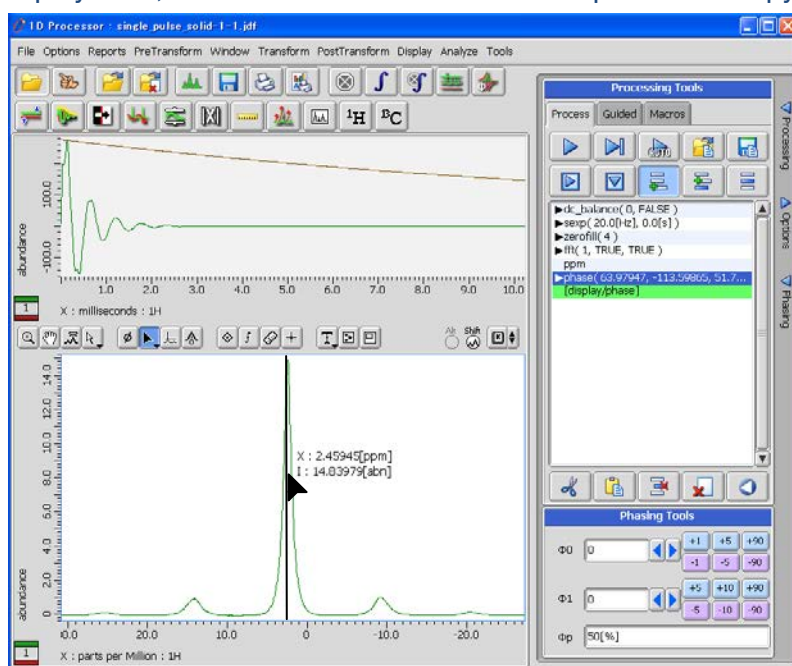 1D Processor : single_pulse_solid-1-1.jdf
File Options Reports PreTransform Window Transform PostTransform Display Analyze Tools
Processing Tools
Process Guided Macros
Processing
Options
Phasing
¹H ¹³C
abundance
-100.0 100.0
1.0 2.0 3.0 4.0 5.0 6.0 7.0 8.0 9.0 10.0
1
X : milliseconds : 1H
▶dc_balance( 0, FALSE )
▶sexp( 20.0[Hz], 0.0[s] )
▶zerofill( 4 )
▶fft( 1, TRUE, TRUE )
ppm
▶phase( 63.97947, -113.59865, 51.7...
[display/phase]
Shift
X : 2.45945[ppm]
I : 14.83979[abn]
abundance
0 2.0 4.0 6.0 8.0 10.0 12.0 14.0
20.0 10.0 0 -10.0 -20.0
1
X : parts per Million : 1H
Phasing Tools
Φ0 0 +1 +5 +90
-1 -5 -90
Φ1 0 +5 +10 +90
-5 -10 -90
Φp 50[%]